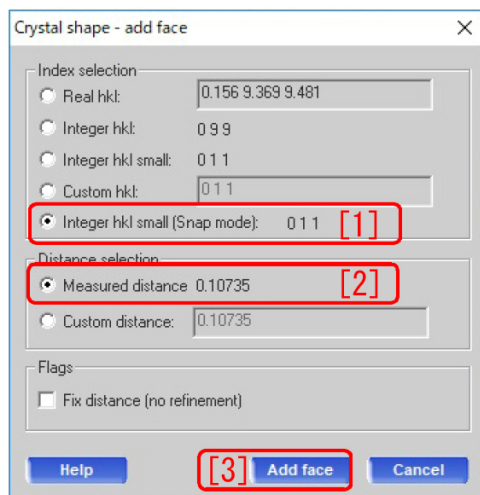 Crystal shape - add face
Index selection
Real hkl: 0.156 9.369 9.481
Integer hkl: 0 9 9
Integer hkl small: 0 1 1
Custom hkl: 0 1 1
Integer hkl small (Snap mode): 0 1 1 [1]
Distance selection
Measured distance 0.10735 [2]
Custom distance: 0.10735
Flags
Fix distance (no refinement)
Help [3] Add face Cancel